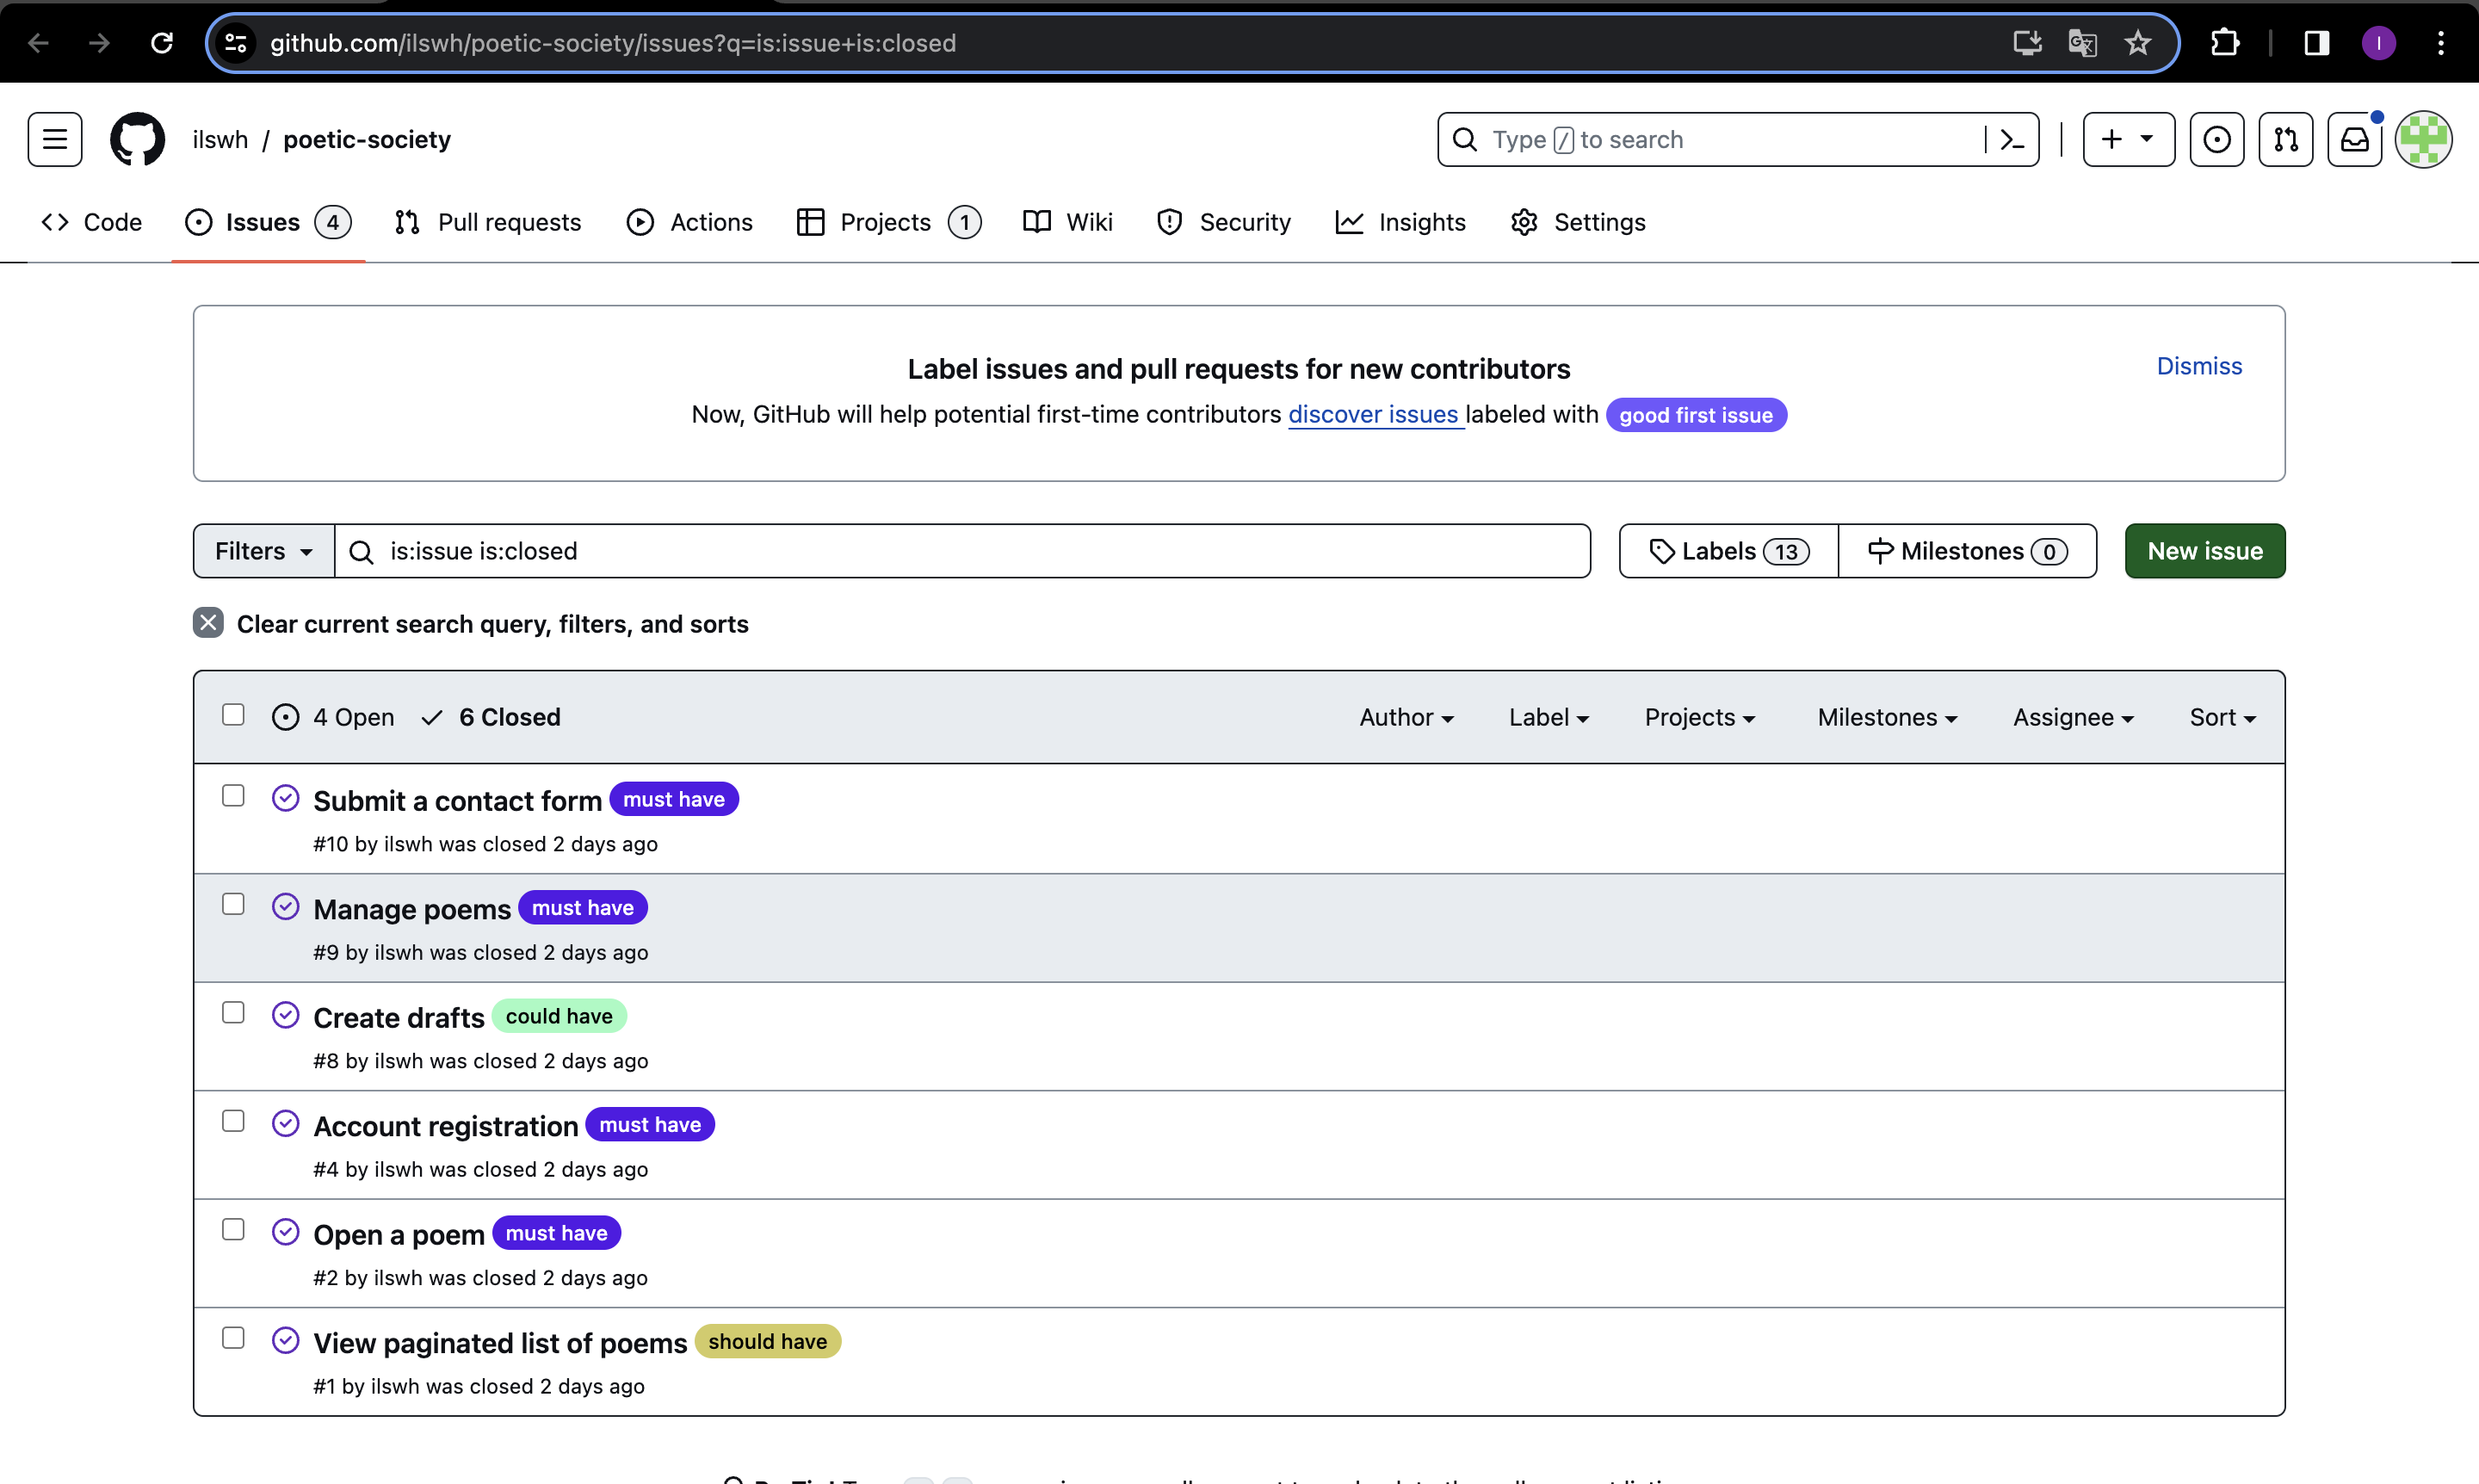 github.com/ilswh/poetic-society/issues?q=is:issue+is:closed
I
ilswh / poetic-society
Type / to search
Code Issues 4 Pull requests Actions Projects 1 Wiki Security Insights Settings
Label issues and pull requests for new contributors
Dismiss
Now, GitHub will help potential first-time contributors discover issues labeled with good first issue
Filters is:issue is:closed Labels 13 Milestones 0 New issue
Clear current search query, filters, and sorts
4 Open 6 Closed Author Label Projects Milestones Assignee Sort
Submit a contact form must have
#10 by ilswh was closed 2 days ago
Manage poems must have
#9 by ilswh was closed 2 days ago
Create drafts could have
#8 by ilswh was closed 2 days ago
Account registration must have
#4 by ilswh was closed 2 days ago
Open a poem must have
#2 by ilswh was closed 2 days ago
View paginated list of poems should have
#1 by ilswh was closed 2 days ago